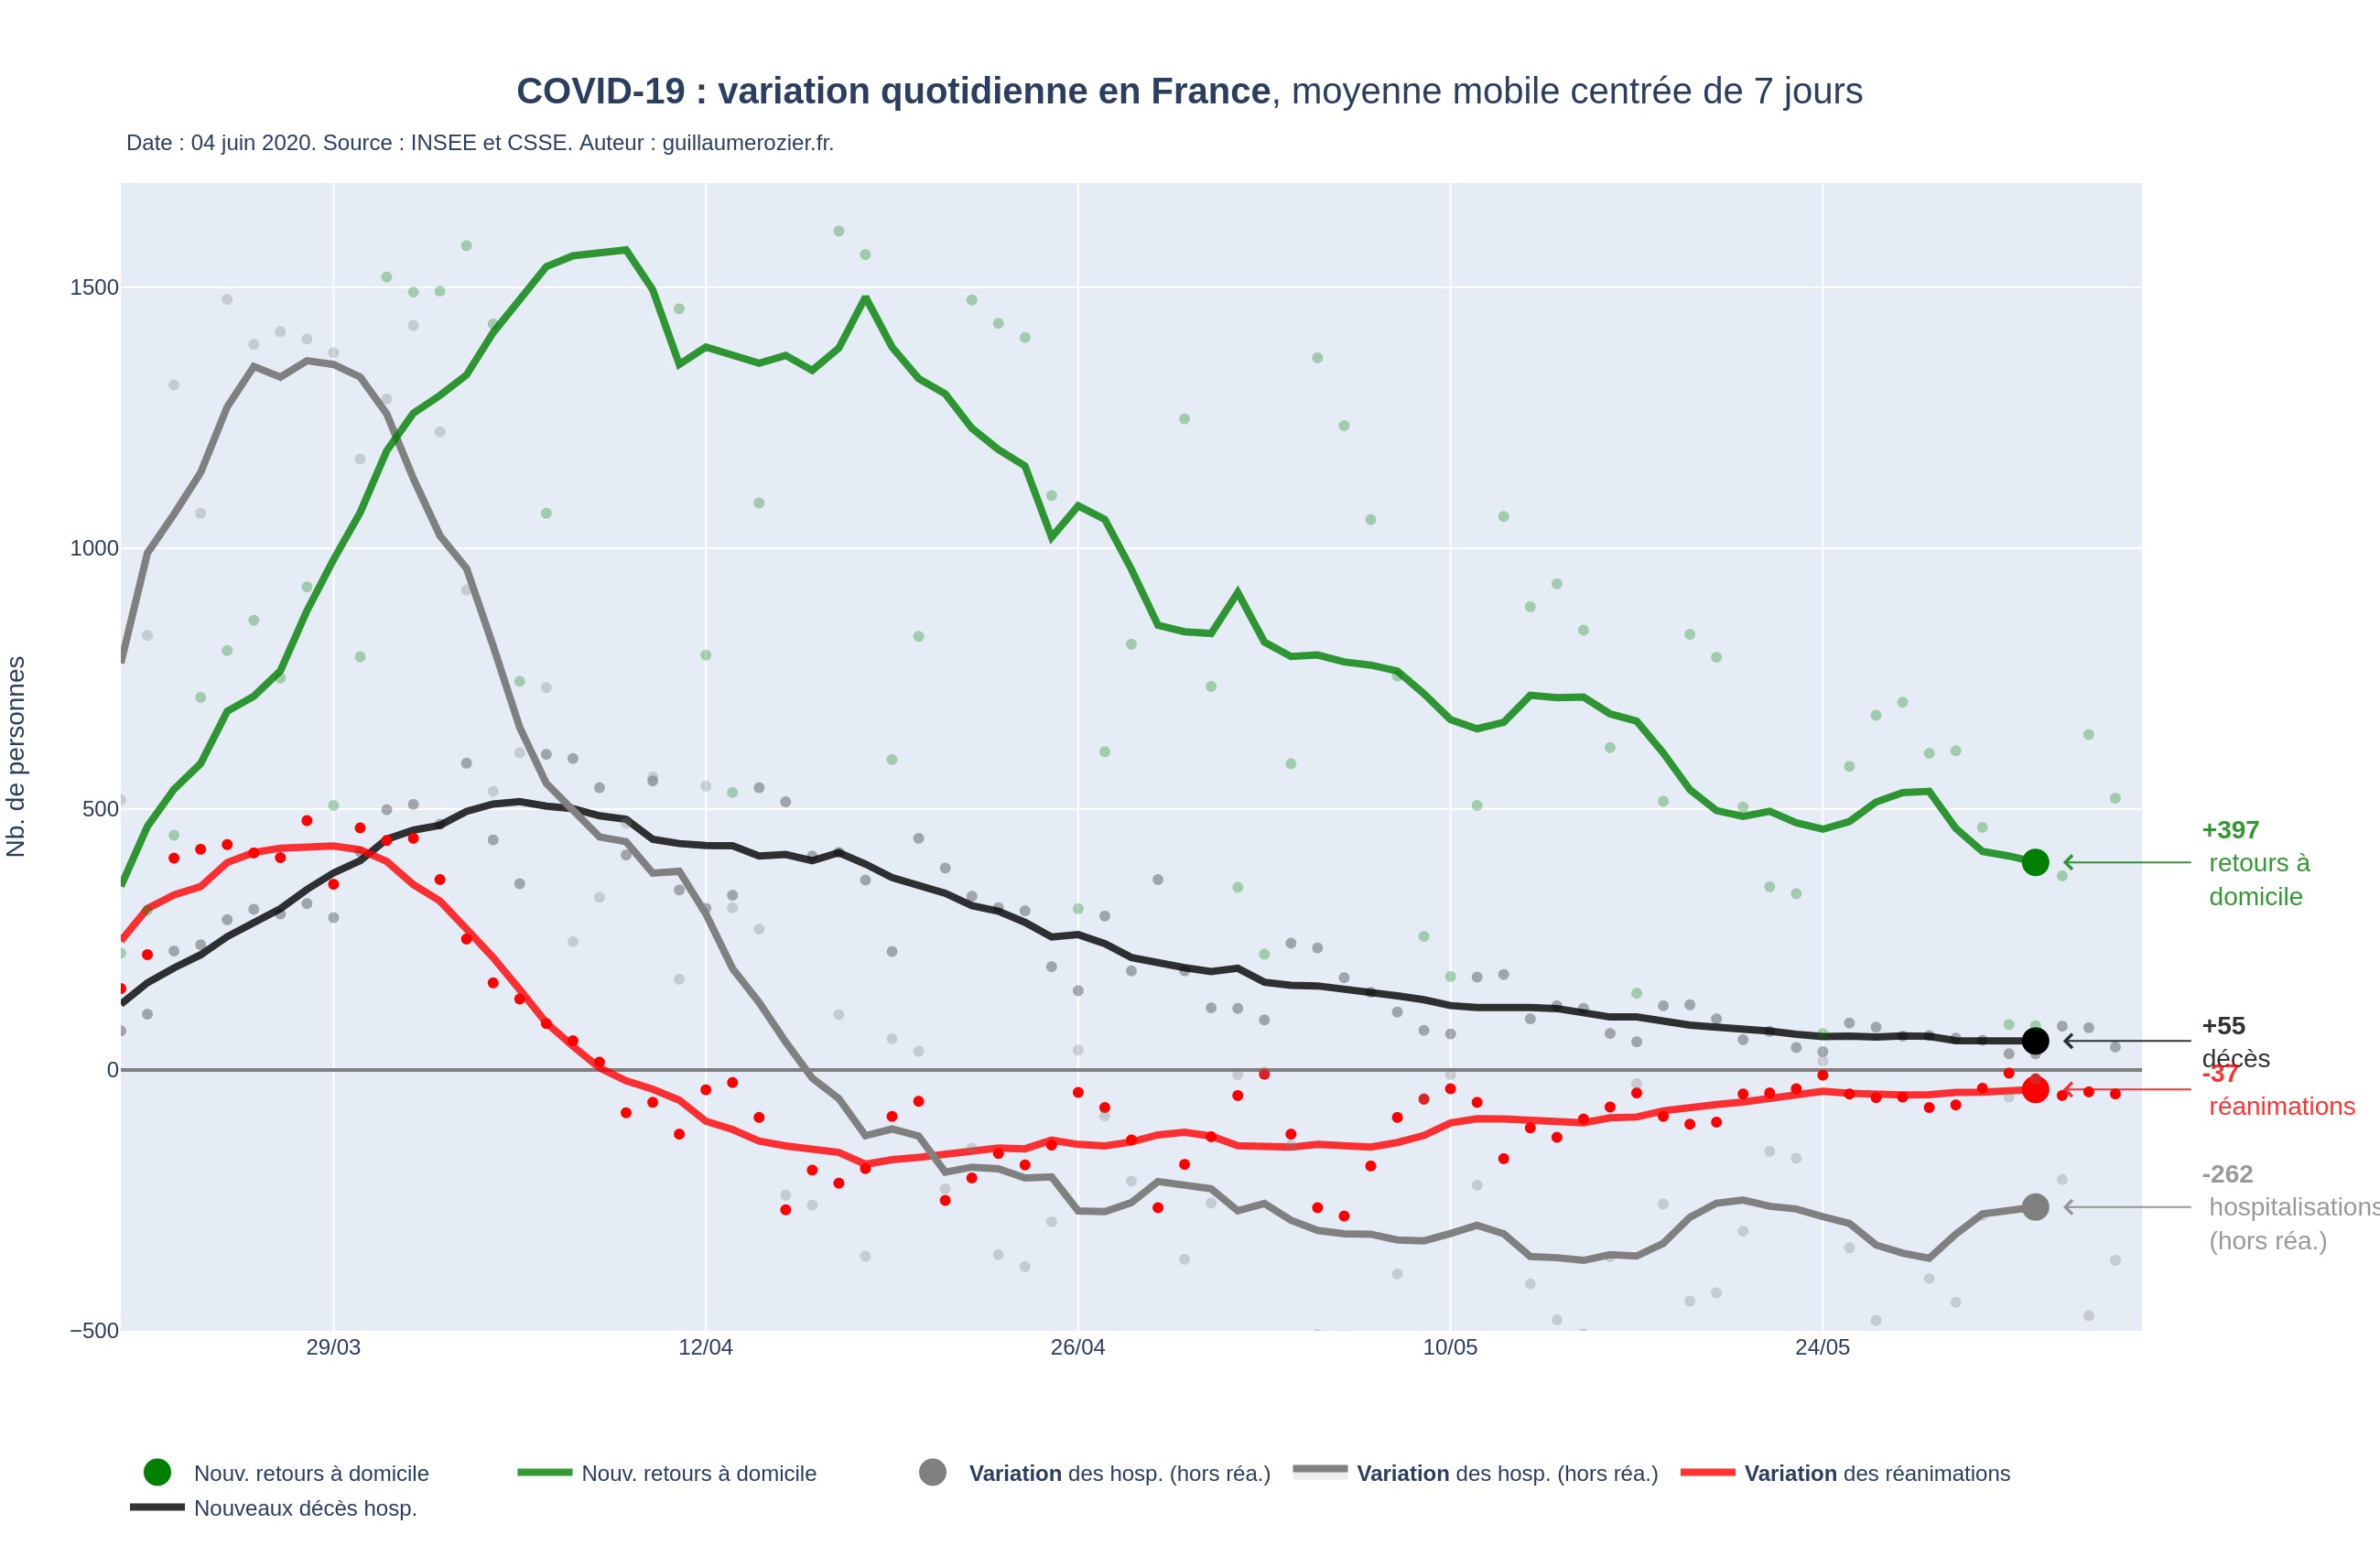 COVID-19 : variation quotidienne en France, moyenne mobile centrée de 7 jours
Date : 04 juin 2020. Source : INSEE et CSSE. Auteur : guillaumerozier.fr.
Nb. de personnes
1500
1000
500
0
−500
29/03
12/04
26/04
10/05
24/05
+397
retours à
domicile
+55
décès
-37
réanimations
-262
hospitalisations
(hors réa.)
Nouv. retours à domicile
Nouv. retours à domicile
Variation des hosp. (hors réa.)
Variation des hosp. (hors réa.)
Variation des réanimations
Nouveaux décès hosp.